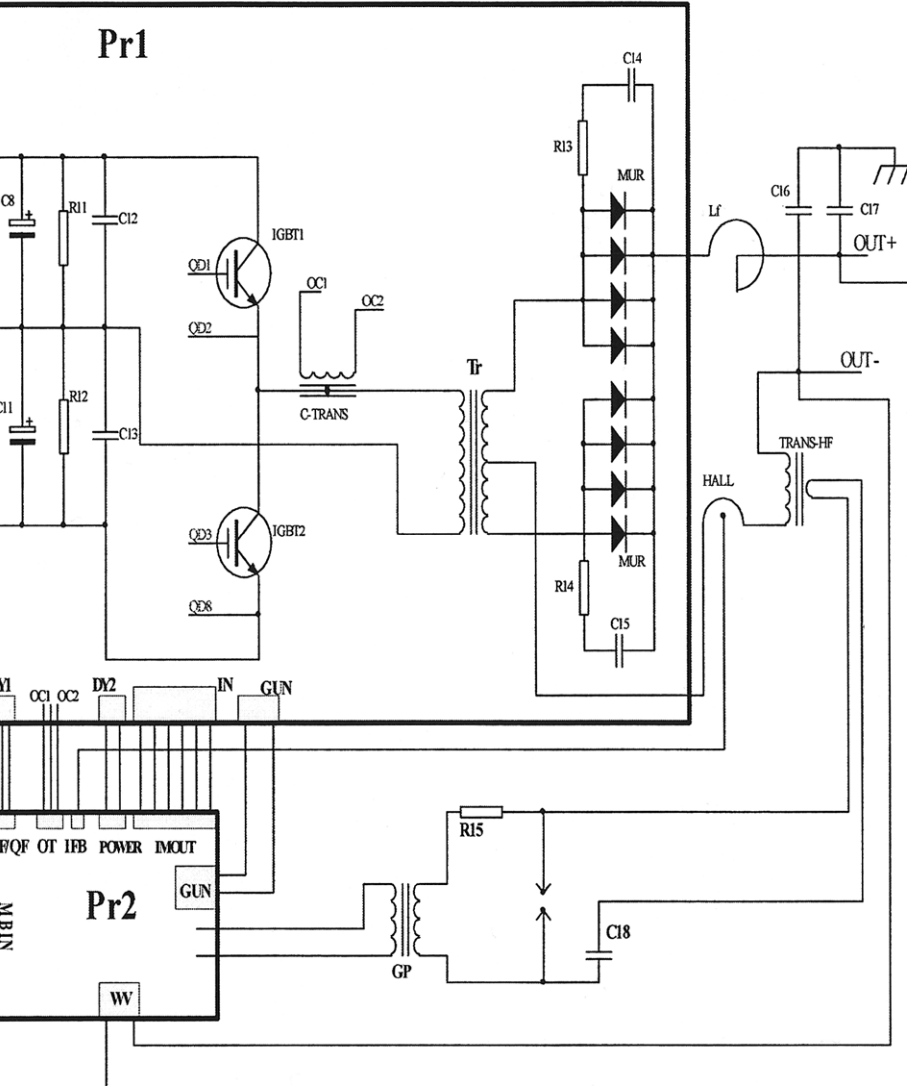 Pr1
C14
R13
MUR
C8
R11
C12
C16
C17
Lf
IGBT1
OUT+
QD1
OC1
OC2
QD2
Tr
OUT-
R12
C11
C13
C-TRANS
TRANS-HF
HALL
QD3
IGBT2
MUR
R14
QD8
C15
OC1 OC2
DY2
IN
GUN
R15
OT IFB POWER IMOUT
GUN
Pr2
MBIN
C18
GP
WV